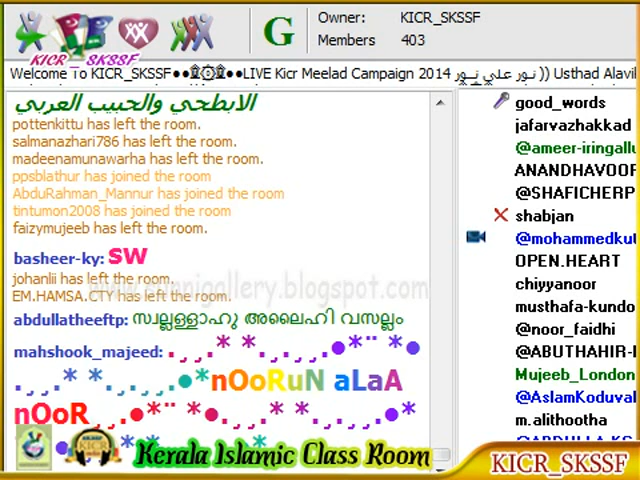 KICR_SKSSF
G
Owner: KICR_SKSSF
Members 403
Welcome To KICR_SKSSF●●۩۞۩●●LIVE Kicr Meelad Campaign 2014 نـور علي نـور )) Usthad Alavil
الابطحي والحبيب العربي
pottenkittu has left the room.
salmanazhari786 has left the room.
madeenamunawarha has left the room.
ppsblathur has joined the room
AbduRahman_Mannur has joined the room
tintumon2008 has joined the room
faizymujeeb has left the room.
basheer-ky: SW
johanlii has left the room.
EM.HAMSA.CTY has left the room.
abdullatheeftp: സ്വല്ലള്ളാഹു അലൈഹി വസല്ലം
mahshook_majeed: .¸¸.* *.¸.¸¸.●*¨ *●
.¸¸.* *.¸.¸¸.●*nOoRuN aLaA
nOoR¸¸.●*¨ *●.¸¸.* *.¸.¸¸.●*
good_words
jafarvazhakkad
@ameer-iringallu
ANANDHAVOOR
@SHAFICHERP
shabjan
@mohammedkut
OPEN.HEART
chiyyanoor
musthafa-kundo
@noor_faidhi
@ABUTHAHIR-
Mujeeb_London
@AslamKoduval
m.alithootha
Kerala Islamic Class Room
KICR_SKSSF